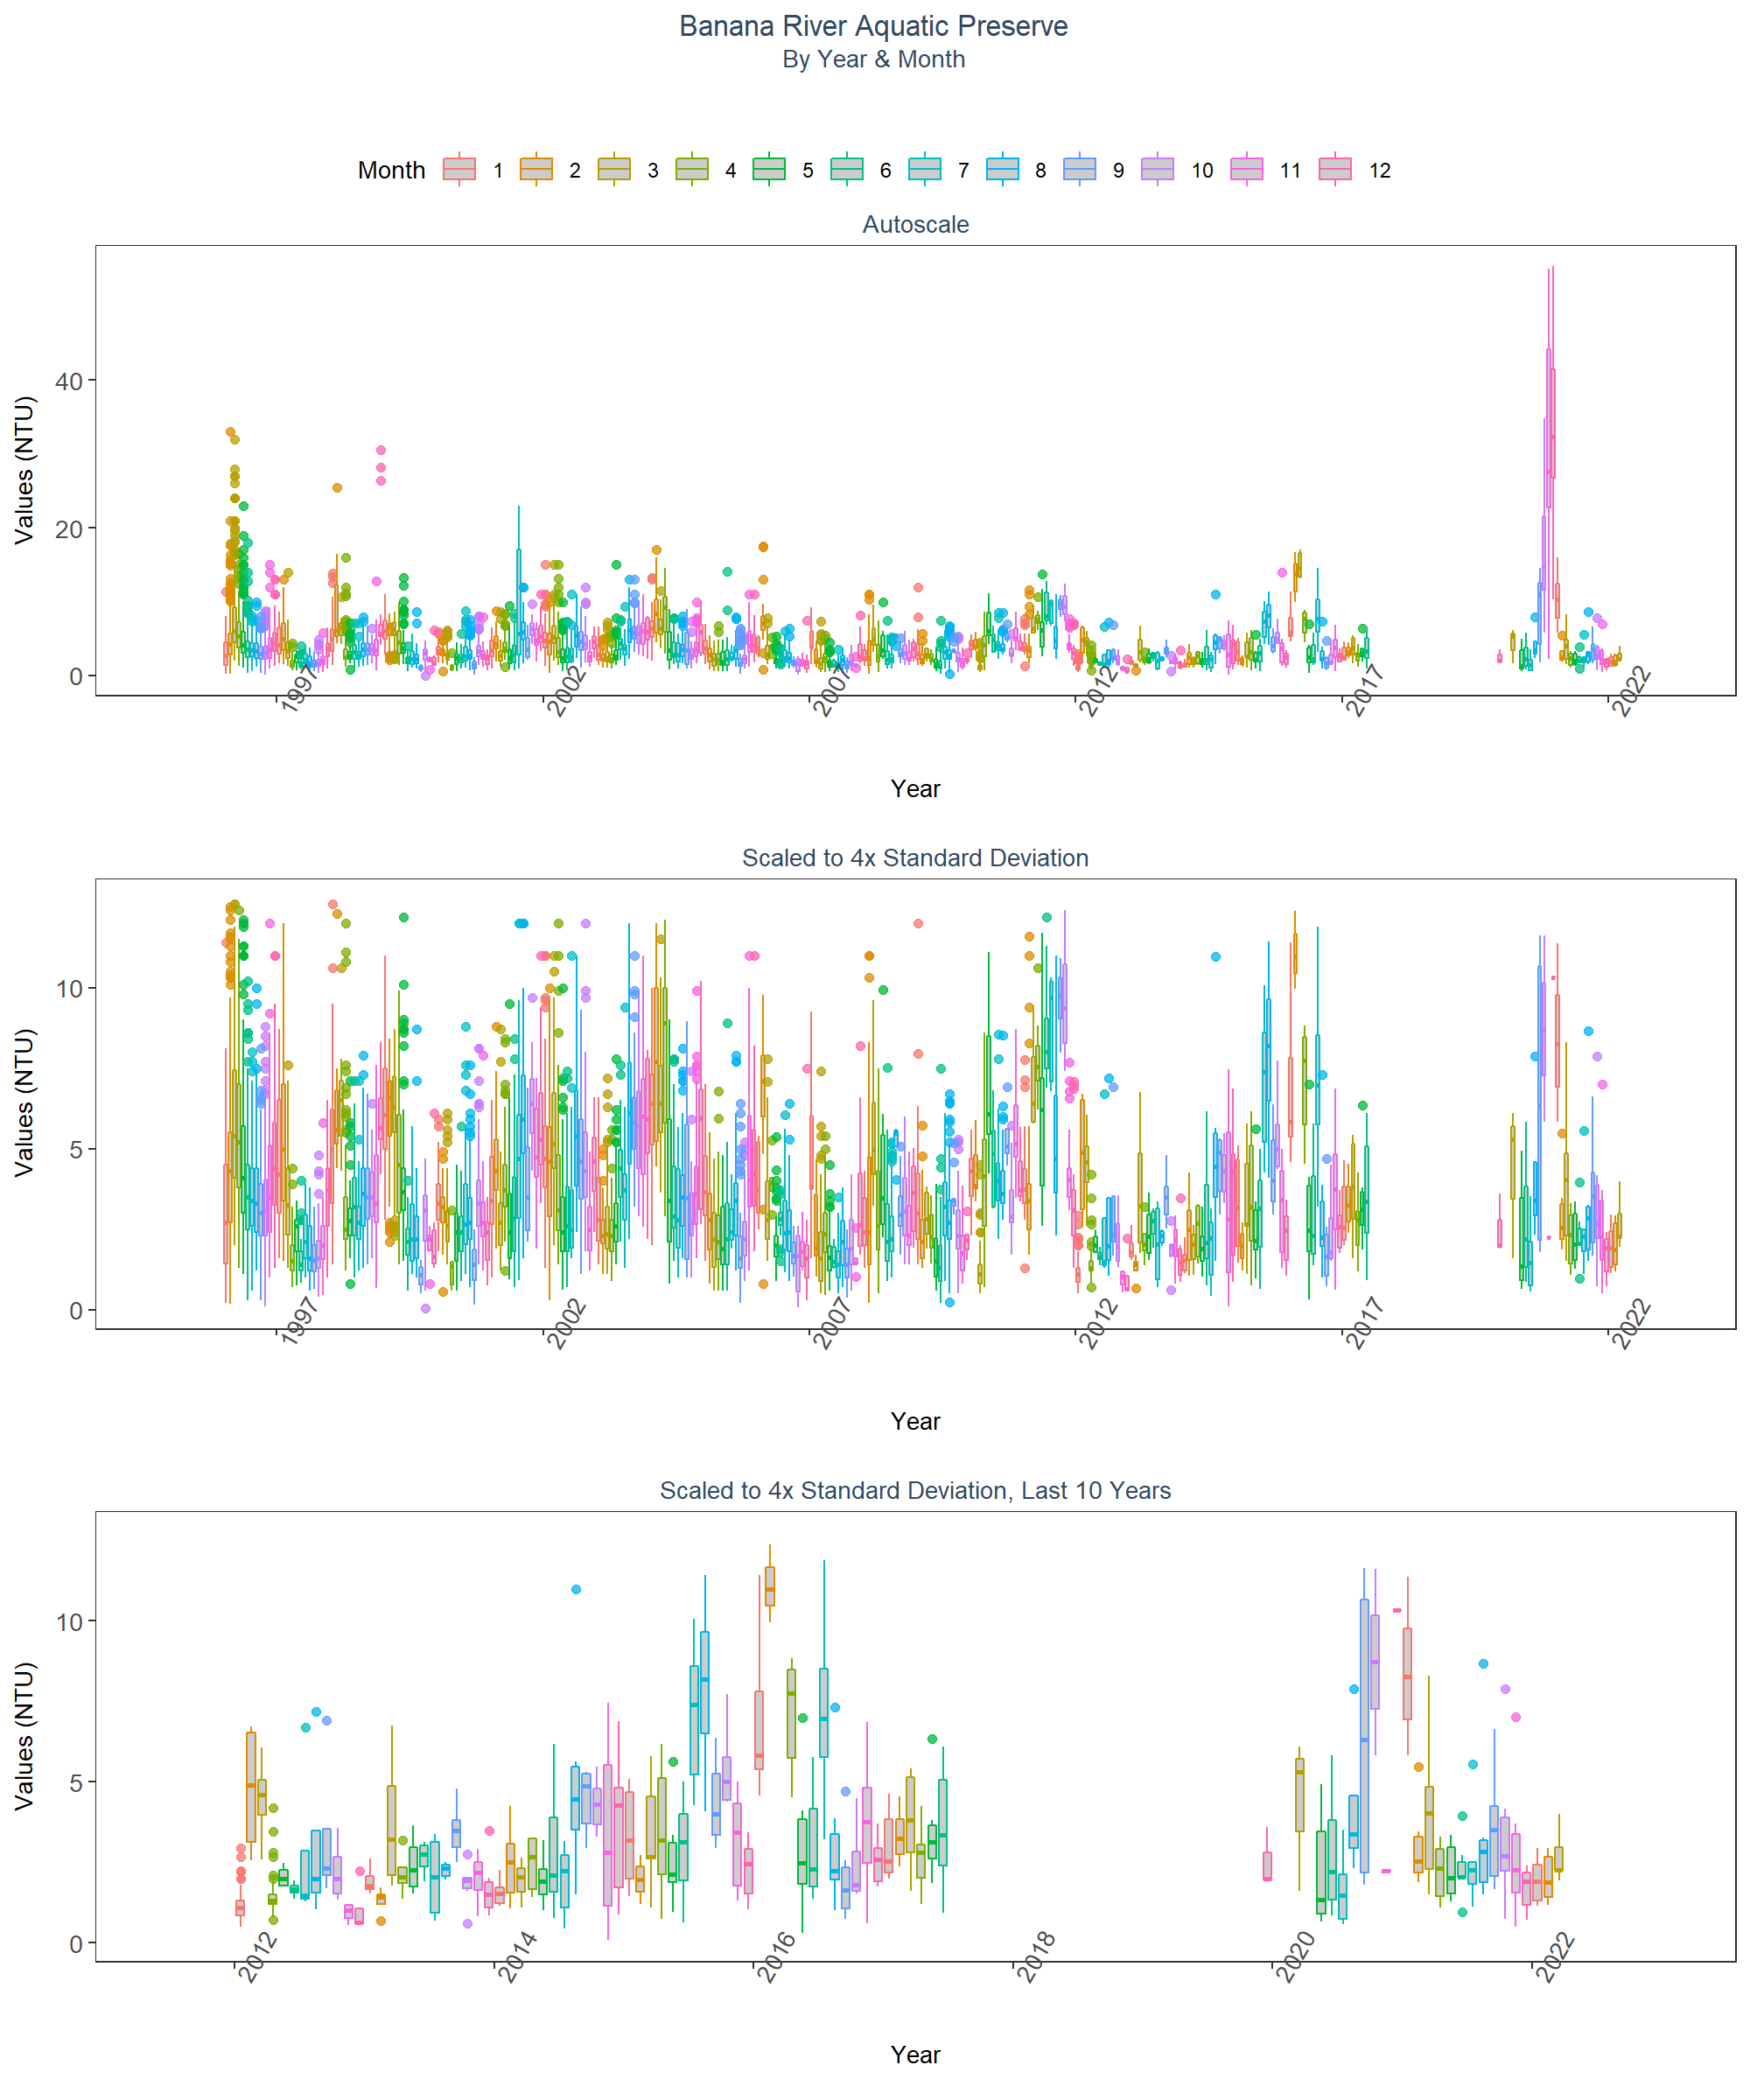 Banana River Aquatic Preserve
By Year & Month
Month 1 2 3 4 5 6 7 8 9 10 11 12
Autoscale
Values (NTU)
40
20
0
1997 2002 2007 2012 2017 2022
Year
Scaled to 4x Standard Deviation
Values (NTU)
10
5
0
1997 2002 2007 2012 2017 2022
Year
Scaled to 4x Standard Deviation, Last 10 Years
Values (NTU)
10
5
0
2012 2014 2016 2018 2020 2022
Year